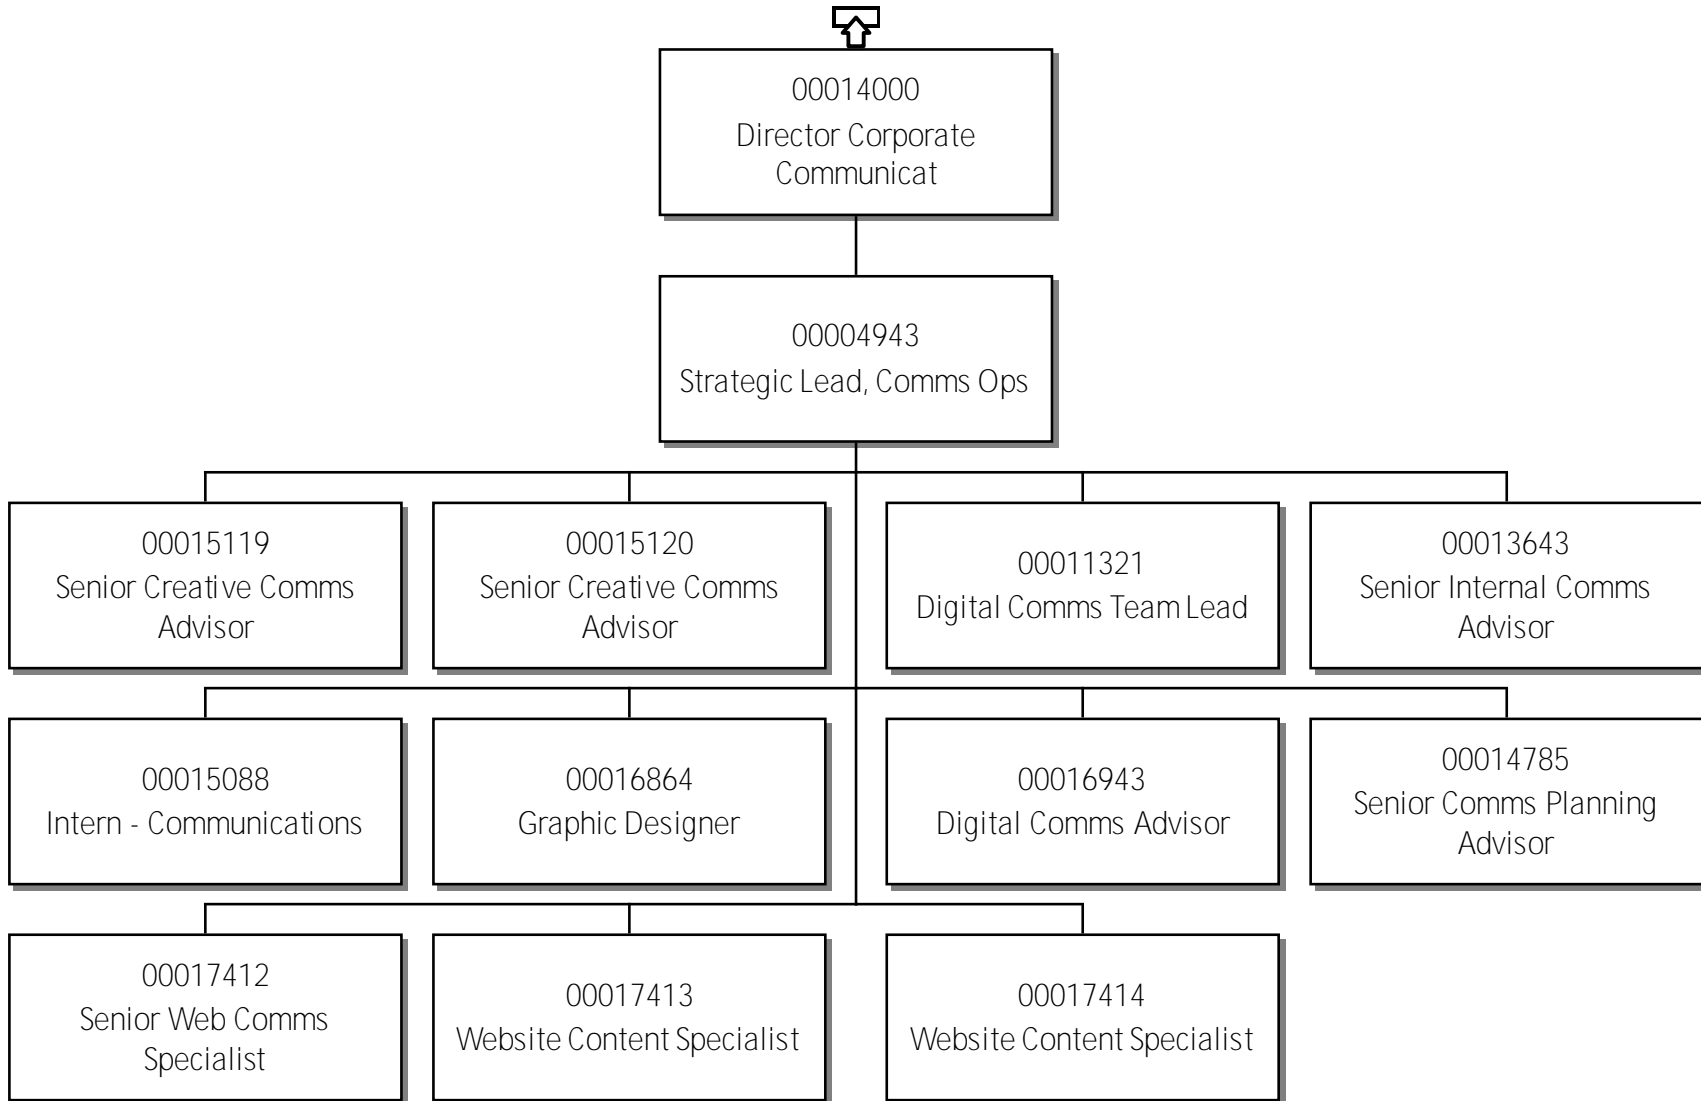 00014000
Director Corporate
Communicat
00004943
Strategic Lead, Comms Ops
00015119
Senior Creative Comms
Advisor
00015120
Senior Creative Comms
Advisor
00011321
Digital Comms Team Lead
00013643
Senior Internal Comms
Advisor
00015088
Intern - Communications
00016864
Graphic Designer
00016943
Digital Comms Advisor
00014785
Senior Comms Planning
Advisor
00017412
Senior Web Comms
Specialist
00017413
Website Content Specialist
00017414
Website Content Specialist